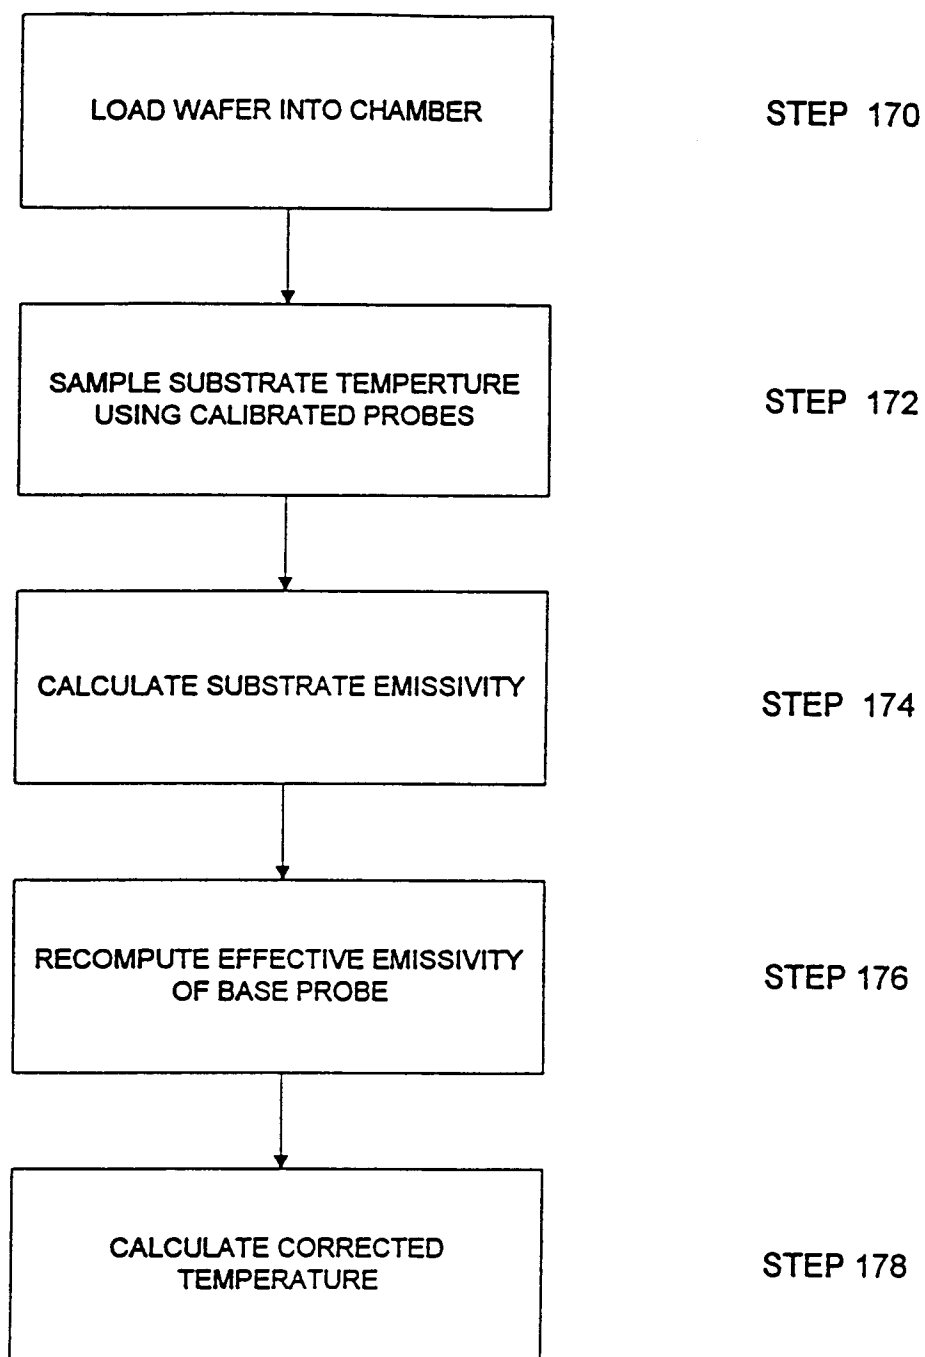 LOAD WAFER INTO CHAMBER
STEP 170
SAMPLE SUBSTRATE TEMPERTURE
USING CALIBRATED PROBES
STEP 172
CALCULATE SUBSTRATE EMISSIVITY
STEP 174
RECOMPUTE EFFECTIVE EMISSIVITY
OF BASE PROBE
STEP 176
CALCULATE CORRECTED
TEMPERATURE
STEP 178